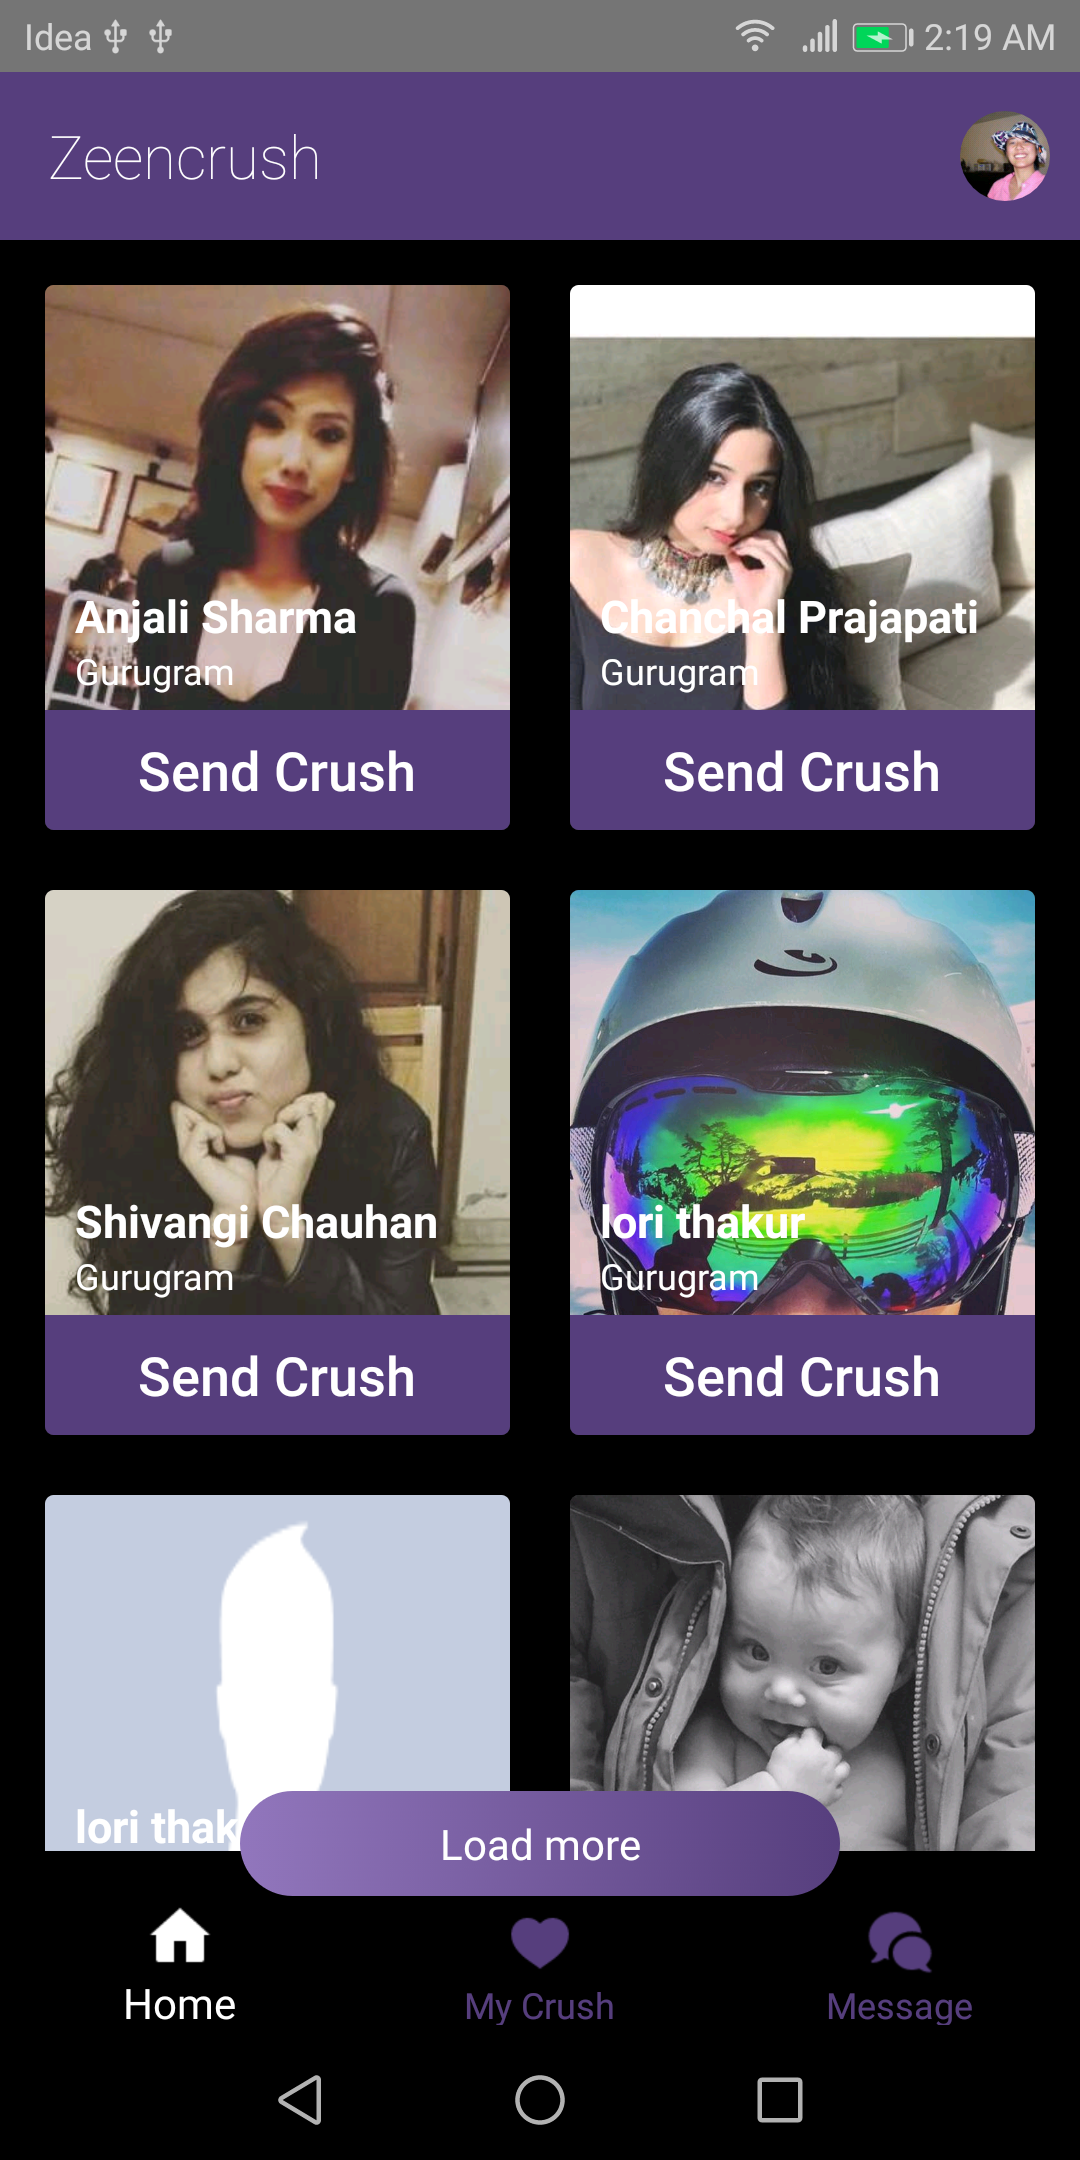 Idea 2:19 AM
Zeencrush
Anjali Sharma
Gurugram
Send Crush
Chanchal Prajapati
Gurugram
Send Crush
Shivangi Chauhan
Gurugram
Send Crush
lori thakur
Gurugram
Send Crush
lori thak
Load more
Home
My Crush
Message